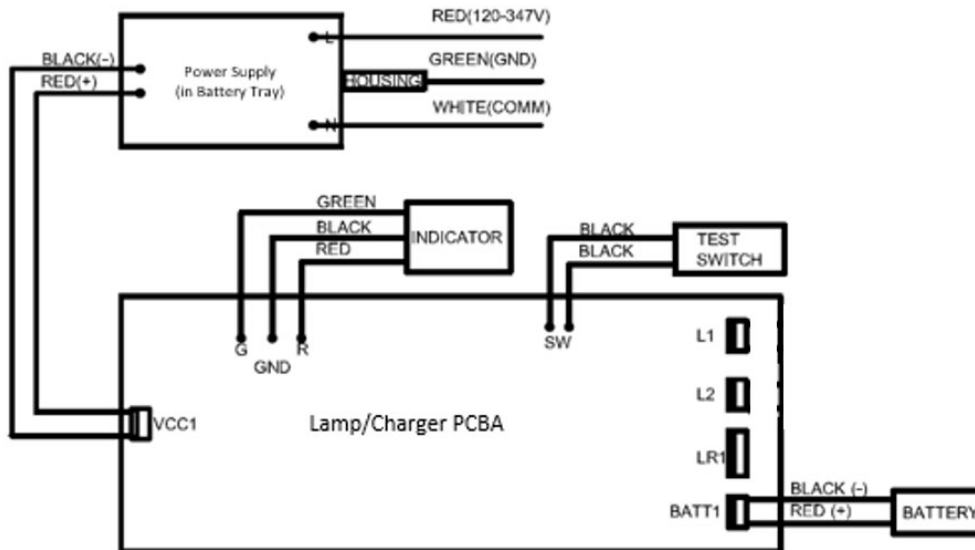 RED(120-347V)
BLACK(-)
L
GREEN(GND)
Power Supply
(in Battery Tray)
RED(+)
HOUSING
WHITE(COMM)
N
GREEN
BLACK
RED
INDICATOR
BLACK
BLACK
TEST
SWITCH
G
GND
R
SW
L1
L2
VCC1
Lamp/Charger PCBA
LR1
BATT1
BLACK (-)
RED (+)
BATTERY